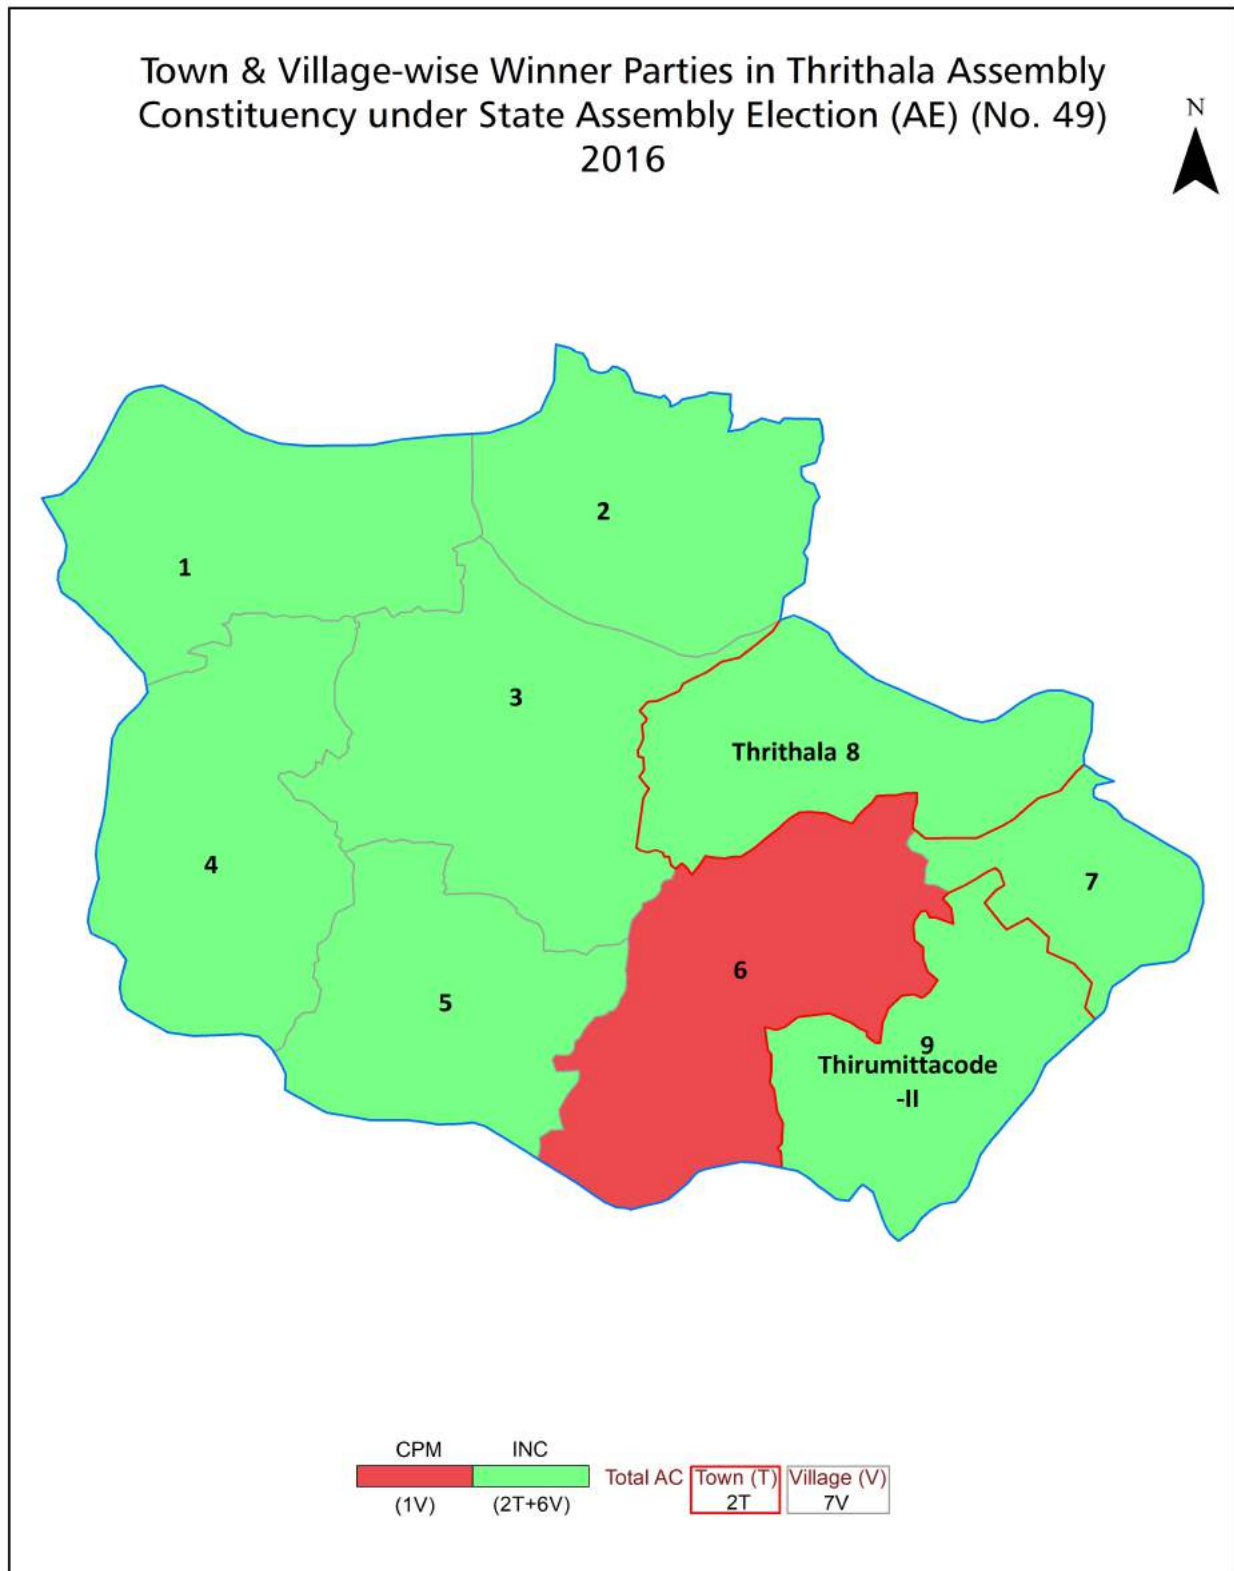 Town & Village-wise Winner Parties in Thrithala Assembly
Constituency under State Assembly Election (AE) (No. 49)
2016
N
2
1
3
Thrithala 8
4
7
6
5
9
Thirumittacode
-II
CPM INC
Total AC Town (T) Village (V)
(1V) (2T+6V) 2T 7V